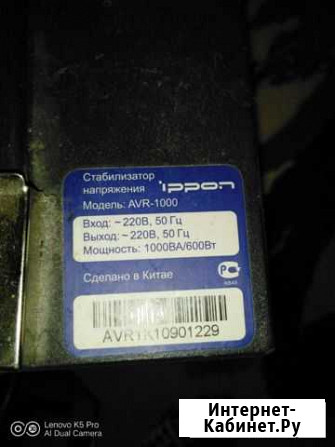 Стабилизатор
напряжения ippon
Модель: AVR-1000
Вход: ~220В, 50 Гц
Выход: ~220В, 50 Гц
Мощность: 1000ВА/600Вт
Сделано в Китае
AVR1K10901229
Lenovo K5 Pro
AI Dual Camera
Интернет-
Кабинет.Ру